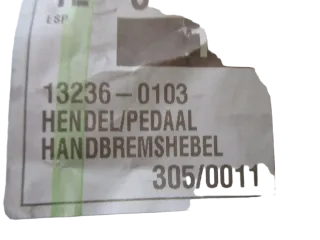 ESP
13236-0103
HENDEL/PEDAAL
HANDBREMSHEBEL
305/0011